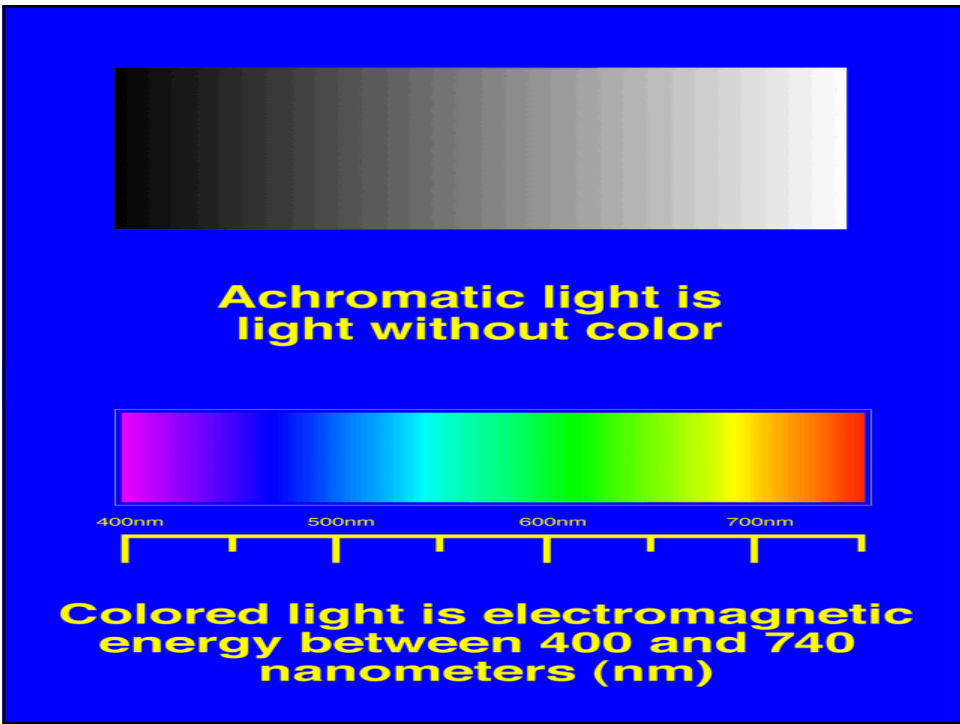 Achromatic light is
light without color
400nm 500nm 600nm 700nm
Colored light is electromagnetic
energy between 400 and 740
nanometers (nm)